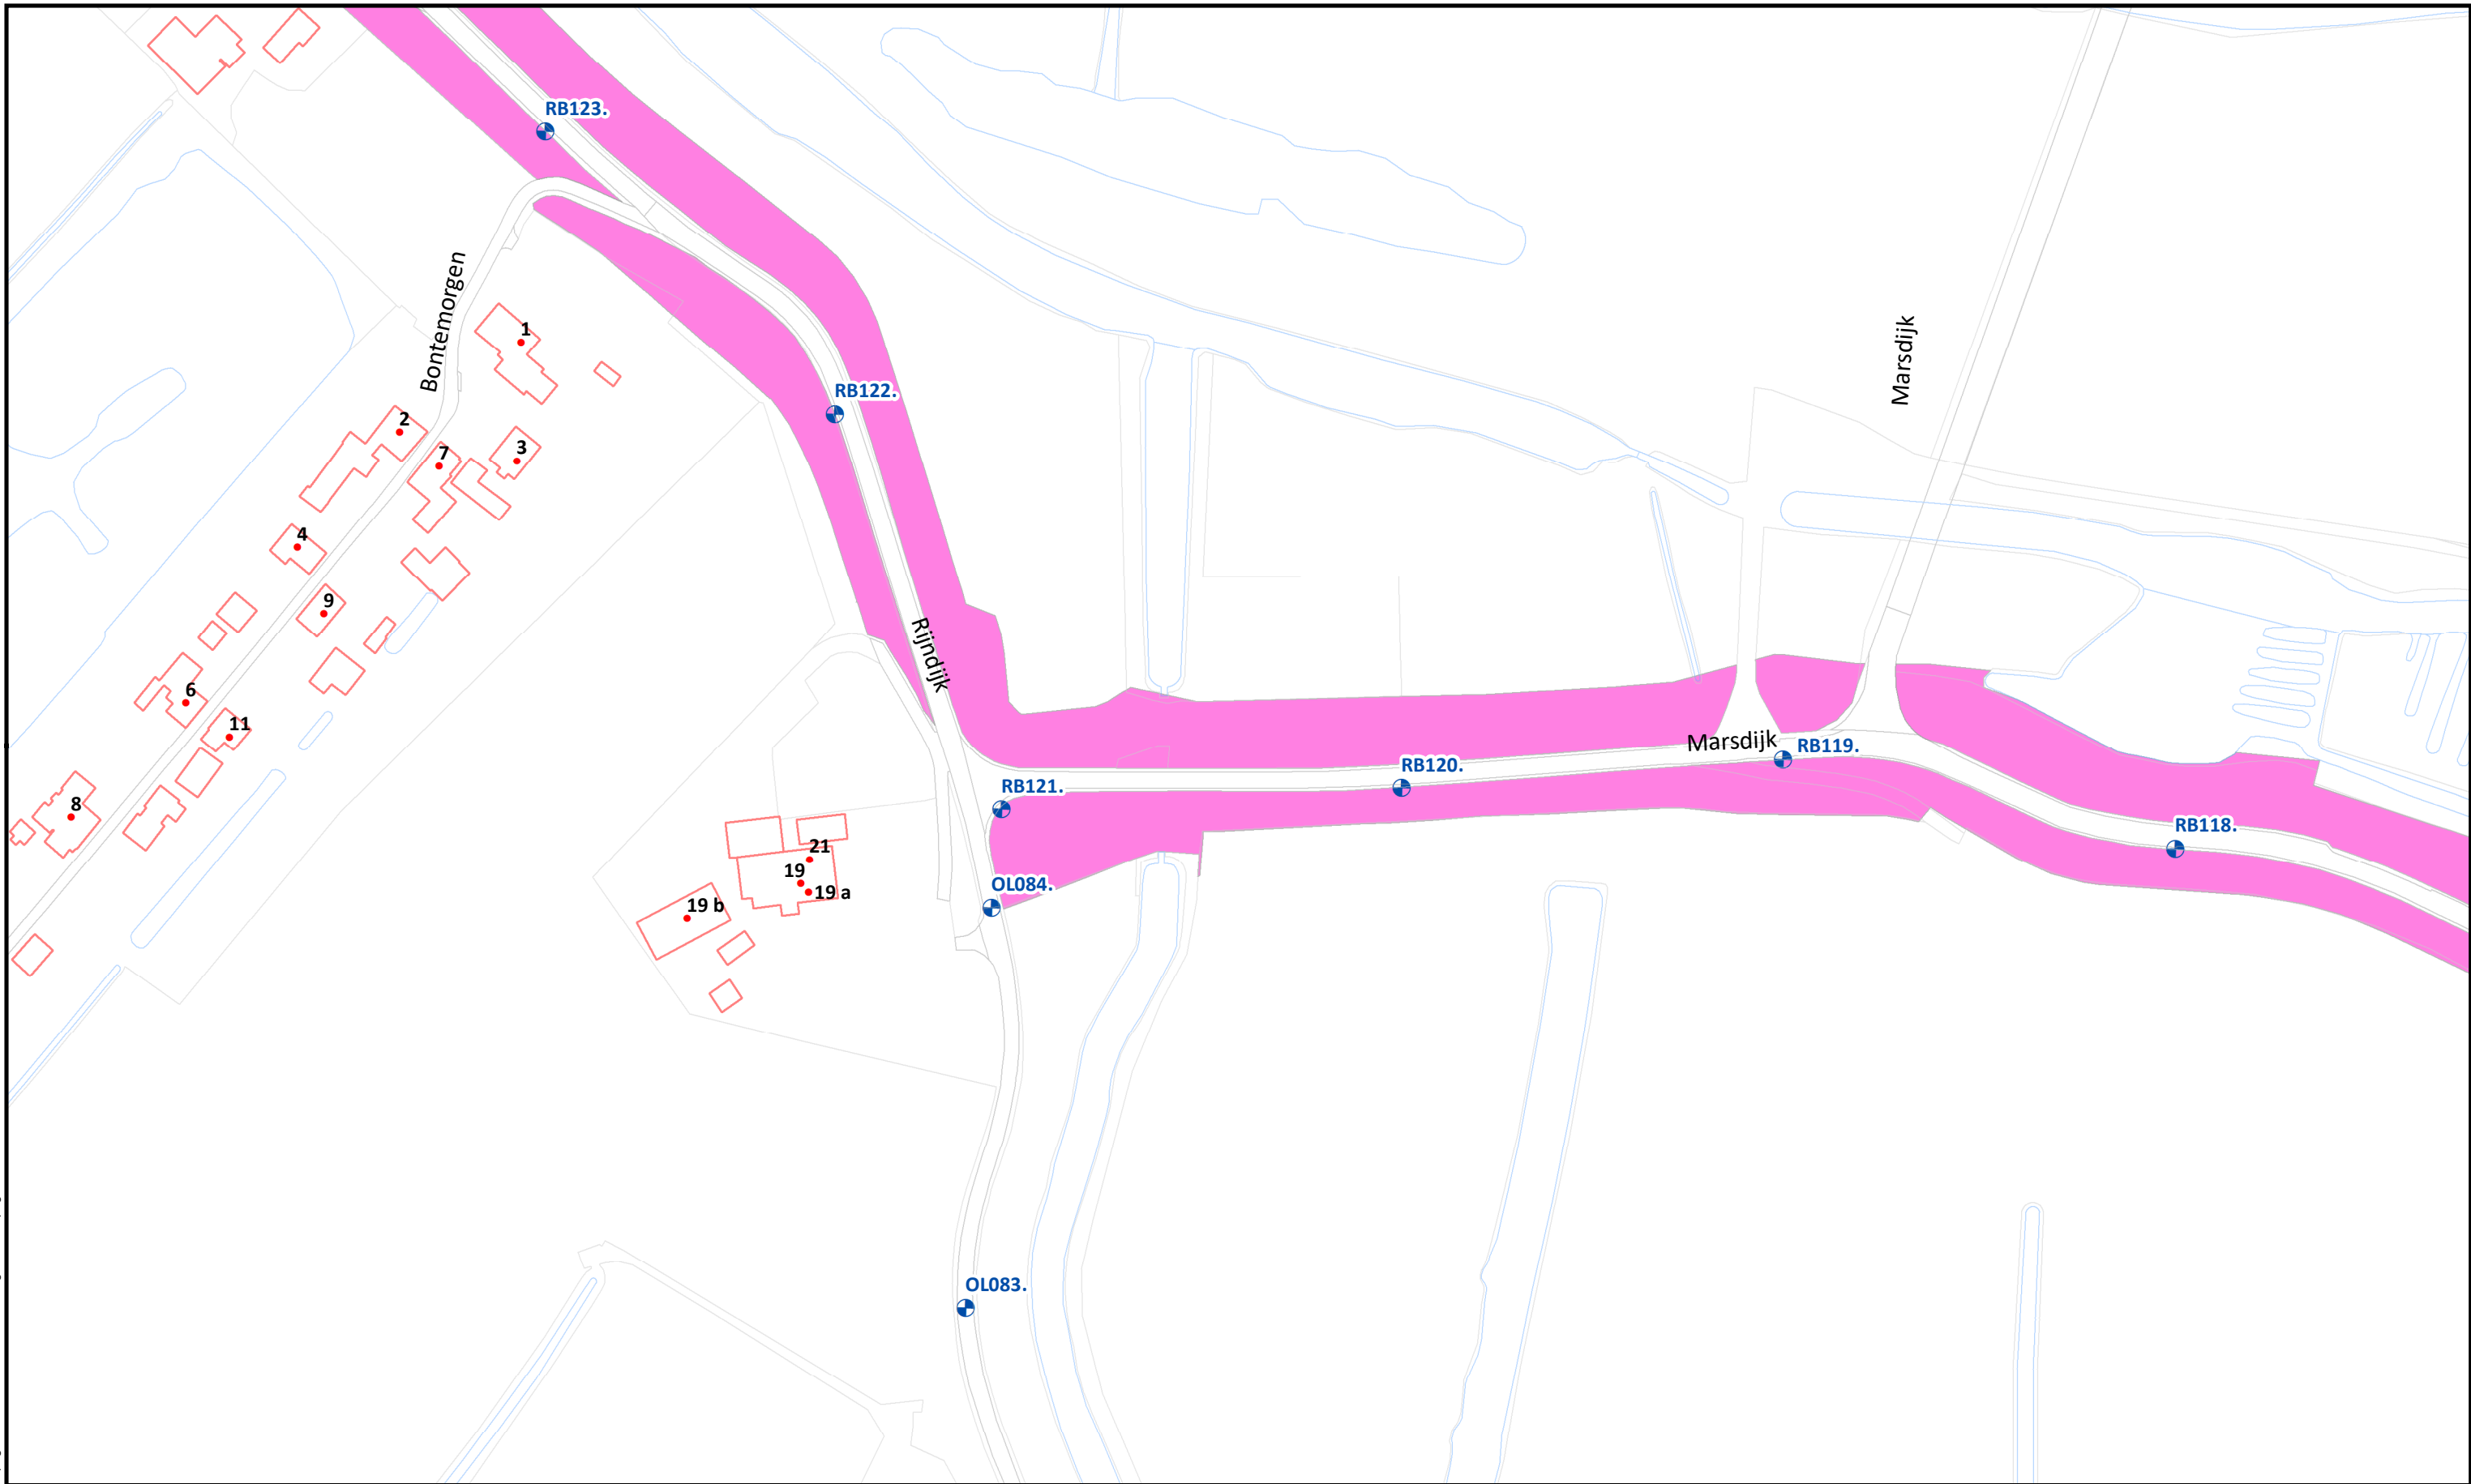 RB123.
Bontemorgen
1
Marsdijk
RB122.
2
7
3
4
9
Rijndijk
6
11
Marsdijk
RB119.
RB120.
RB121.
8
RB118.
21
19
19 a
OL084.
19 b
OL083.